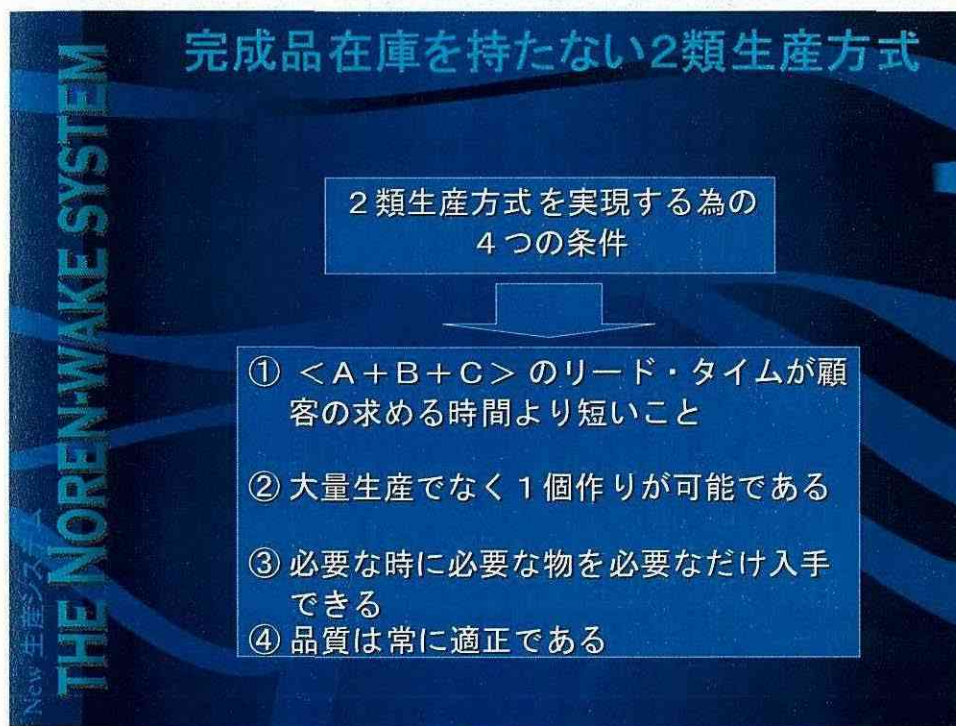 完成品在庫を持たない2類生産方式
2類生産方式を実現する為の
4つの条件
① <A+B+C>のリード・タイムが顧
客の求める時間より短いこと
② 大量生産でなく1個作りが可能である
③ 必要な時に必要な物を必要なだけ入手
できる
④ 品質は常に適正である
New 生産システム
THE NOREN-WAKE SYSTEM